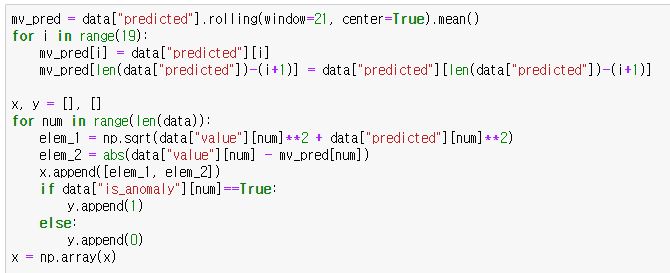 mv_pred = data["predicted"].rolling(window=21, center=True).mean()
for i in range(19):
    mv_pred[i] = data["predicted"][i]
    mv_pred[len(data["predicted"])-(i+1)] = data["predicted"][len(data["predicted"])-(i+1)]

x, y = [], []
for num in range(len(data)):
    elem_1 = np.sqrt(data["value"][num]**2 + data["predicted"][num]**2)
    elem_2 = abs(data["value"][num] - mv_pred[num])
    x.append([elem_1, elem_2])
    if data["is_anomaly"][num]==True:
        y.append(1)
    else:
        y.append(0)
x = np.array(x)